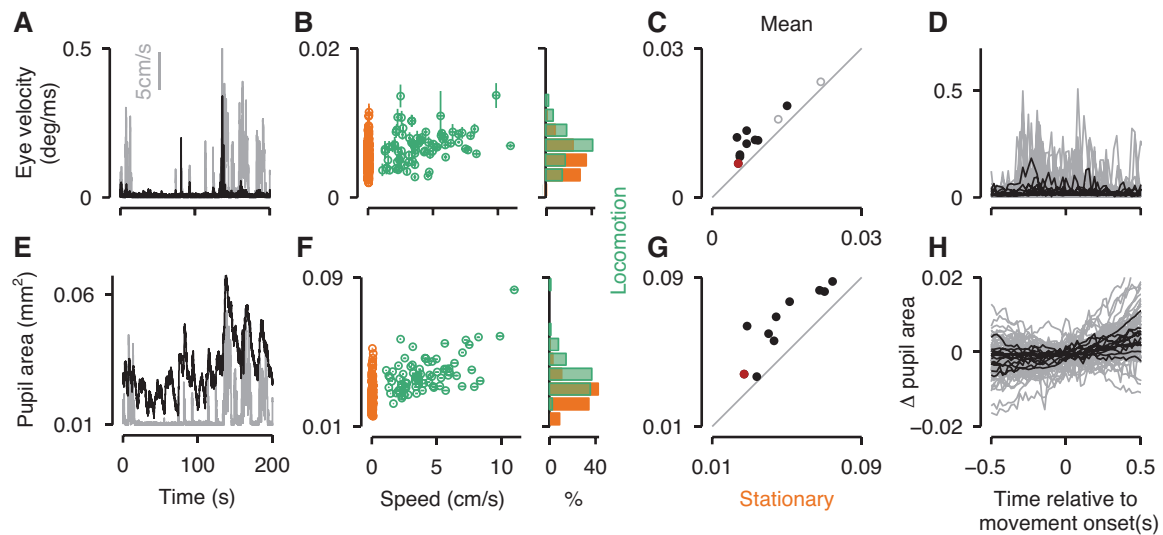 A
B
C
D
Mean
Eye velocity
(deg/ms)
0.5
0
5cm/s
0.02
0
0.03
0
0
0.03
0.5
0
Locomotion
E
F
G
H
Pupil area (mm2)
0.06
0.01
0
100
200
Time (s)
0.09
0.01
0
5
10
Speed (cm/s)
0
40
%
0.09
0.01
0.01
0.09
Stationary
Δ pupil area
0.02
0
−0.02
−0.5
0
0.5
Time relative to
movement onset(s)